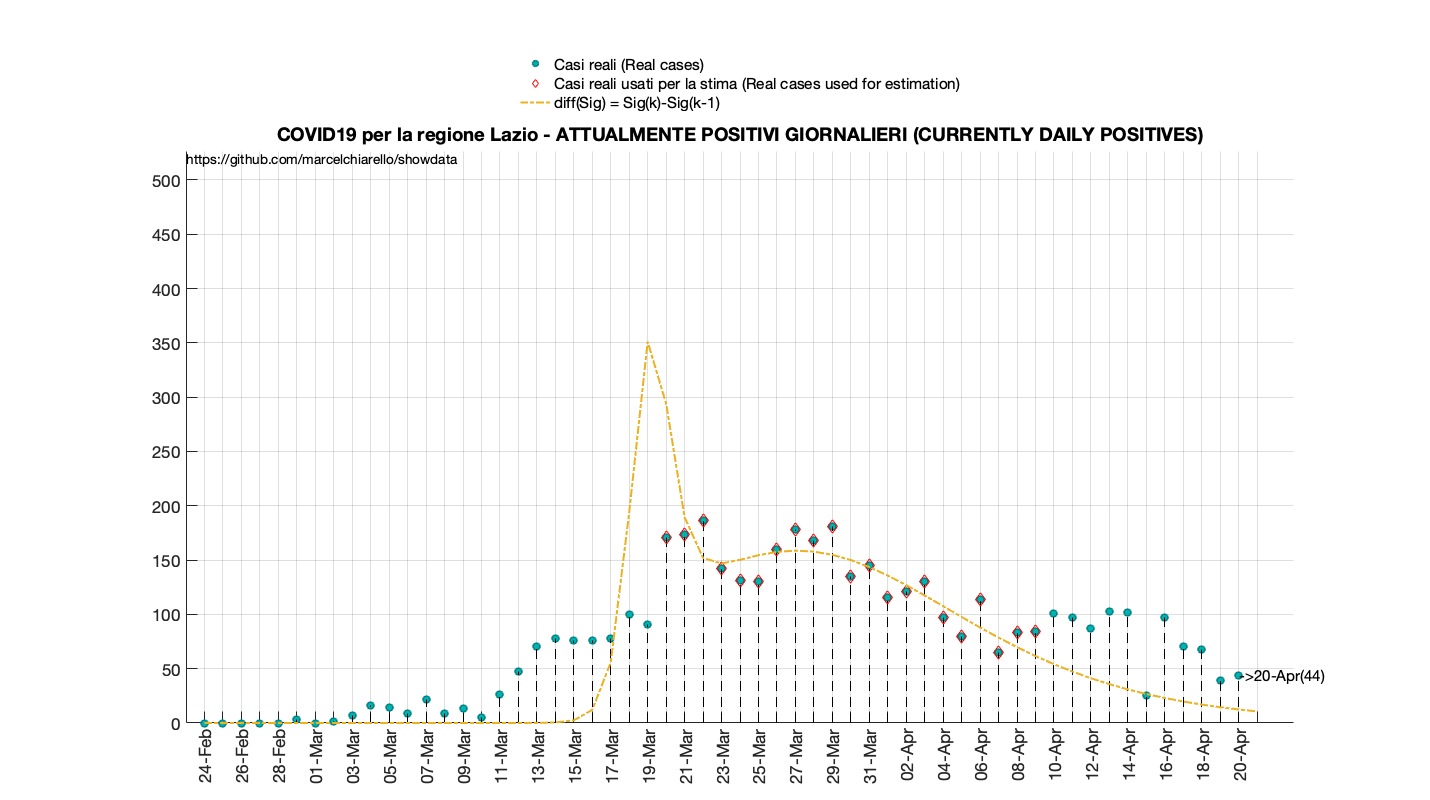 Casi reali (Real cases)
Casi reali usati per la stima (Real cases used for estimation)
diff(Sig) = Sig(k)-Sig(k-1)
COVID19 per la regione Lazio - ATTUALMENTE POSITIVI GIORNALIERI (CURRENTLY DAILY POSITIVES)
https://github.com/marcelchiarello/showdata
500
450
400
350
300
250
200
150
100
50
0
->20-Apr(44)
24-Feb
26-Feb
28-Feb
01-Mar
03-Mar
05-Mar
07-Mar
09-Mar
11-Mar
13-Mar
15-Mar
17-Mar
19-Mar
21-Mar
23-Mar
25-Mar
27-Mar
29-Mar
31-Mar
02-Apr
04-Apr
06-Apr
08-Apr
10-Apr
12-Apr
14-Apr
16-Apr
18-Apr
20-Apr